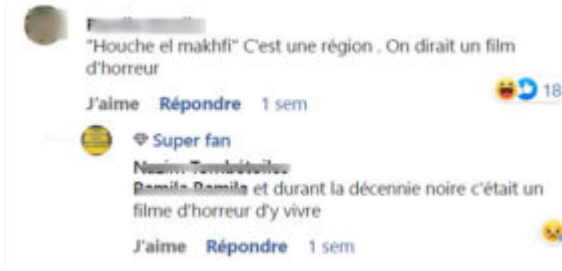 "Houche el makhfi" C'est une région . On dirait un film
d'horreur
J'aime Répondre 1 sem
18
Super fan
et durant la décennie noire c'était un
filme d'horreur d'y vivre
J'aime Répondre 1 sem